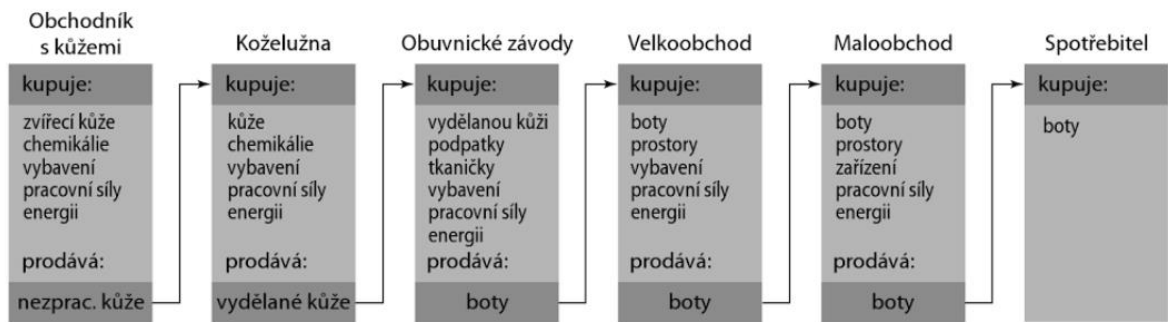 Obchodník
s kůžemi
kupuje:
zvířecí kůže
chemikálie
vybavení
pracovní síly
energii
prodává:
nezprac. kůže
Koželužna
kupuje:
kůže
chemikálie
vybavení
pracovní síly
energii
prodává:
vydělané kůže
Obuvnické závody
kupuje:
vydělanou kůži
podpatky
tkaničky
vybavení
pracovní síly
energii
prodává:
boty
Velkoobchod
kupuje:
boty
prostory
vybavení
pracovní síly
energii
prodává:
boty
Maloobchod
kupuje:
boty
prostory
zařízení
pracovní síly
energii
prodává:
boty
Spotřebitel
kupuje:
boty